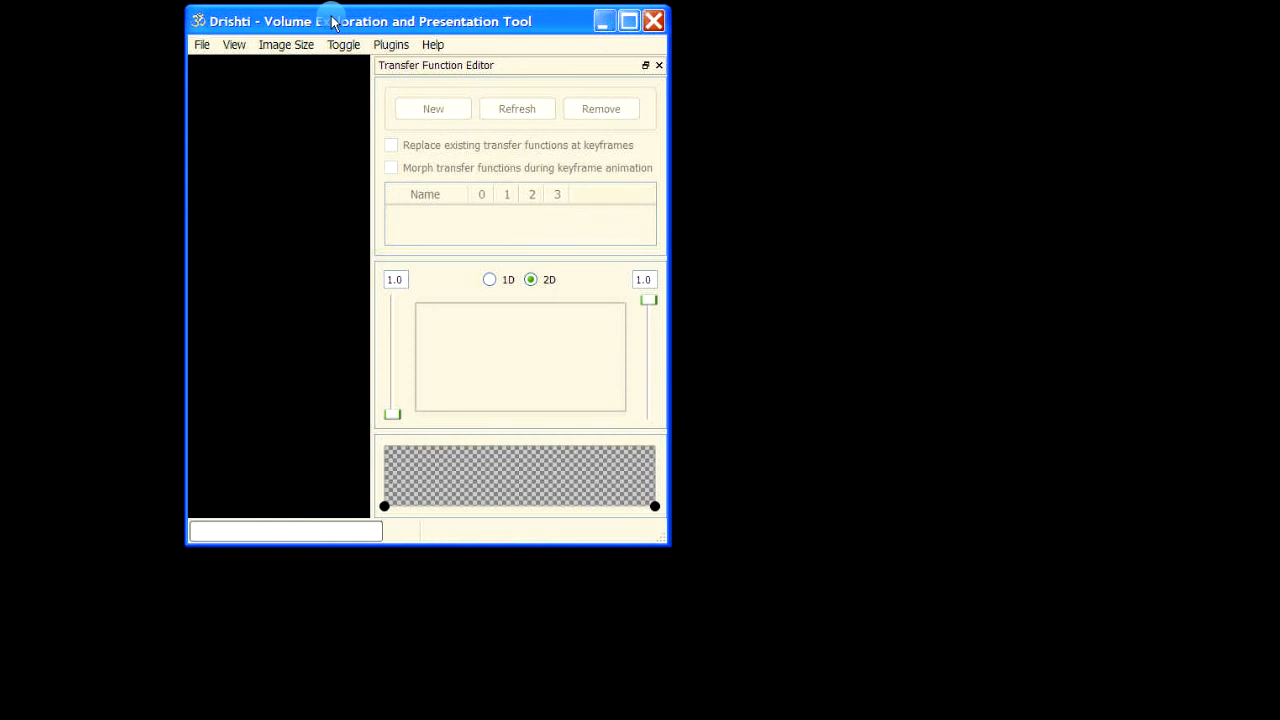 Drishti - Volume Exploration and Presentation Tool
File View Image Size Toggle Plugins Help
Transfer Function Editor
New Refresh Remove
Replace existing transfer functions at keyframes
Morph transfer functions during keyframe animation
Name 0 1 2 3
1.0 1D 2D 1.0